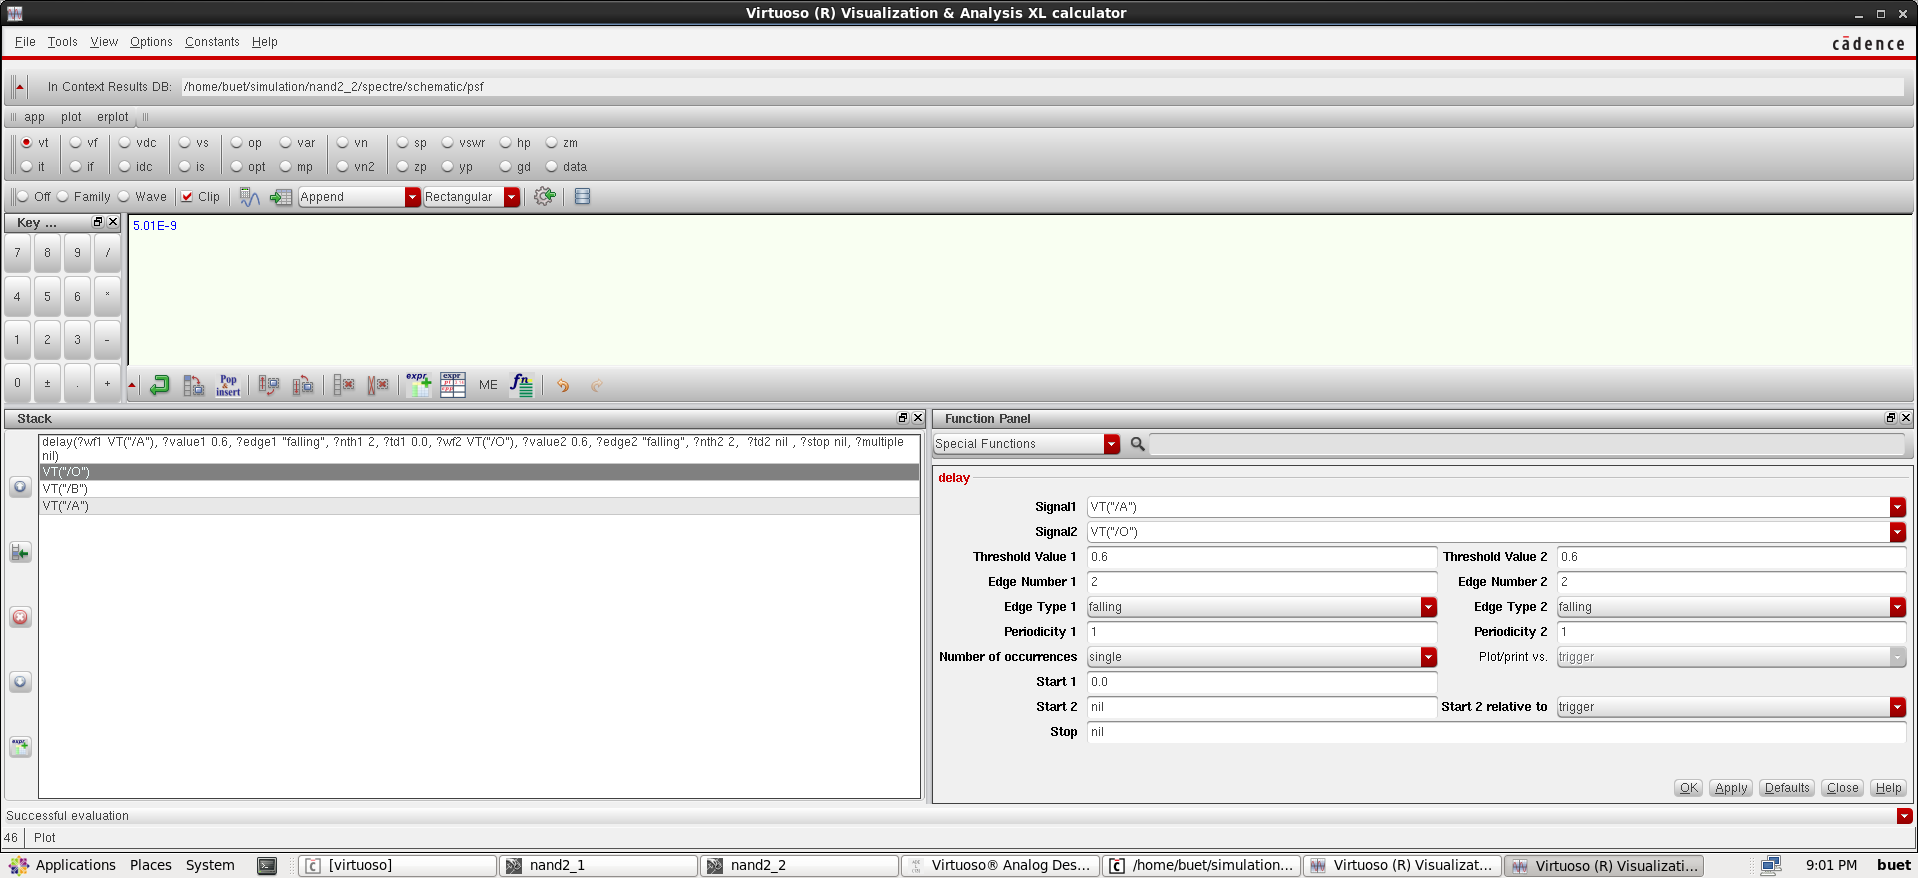 Virtuoso (R) Visualization & Analysis XL calculator
File Tools View Options Constants Help
cādence
In Context Results DB: /home/buet/simulation/nand2_2/spectre/schematic/psf
app plot erplot
vt vf vdc vs op var vn sp vswr hp zm
it if idc is opt mp vn2 zp yp gd data
Off Family Wave Clip Append Rectangular
Key ...
5.01E-9
7 8 9 /
4 5 6 *
1 2 3 -
0 ± . +
Pop & insert expr expr ME fn
Stack
delay(?wf1 VT("/A"), ?value1 0.6, ?edge1 "falling", ?nth1 2, ?td1 0.0, ?wf2 VT("/O"), ?value2 0.6, ?edge2 "falling", ?nth2 2, ?td2 nil , ?stop nil, ?multiple
nil)
VT("/O")
VT("/B")
VT("/A")
expr
Function Panel
Special Functions
delay
Signal1 VT("/A")
Signal2 VT("/O")
Threshold Value 1 0.6 Threshold Value 2 0.6
Edge Number 1 2 Edge Number 2 2
Edge Type 1 falling Edge Type 2 falling
Periodicity 1 1 Periodicity 2 1
Number of occurrences single Plot/print vs. trigger
Start 1 0.0
Start 2 nil Start 2 relative to trigger
Stop nil
OK Apply Defaults Close Help
Successful evaluation
46 Plot
Applications Places System [virtuoso] nand2_1 nand2_2 Virtuoso® Analog Des... /home/buet/simulation... Virtuoso (R) Visualizat... Virtuoso (R) Visualizati... 9:01 PM buet